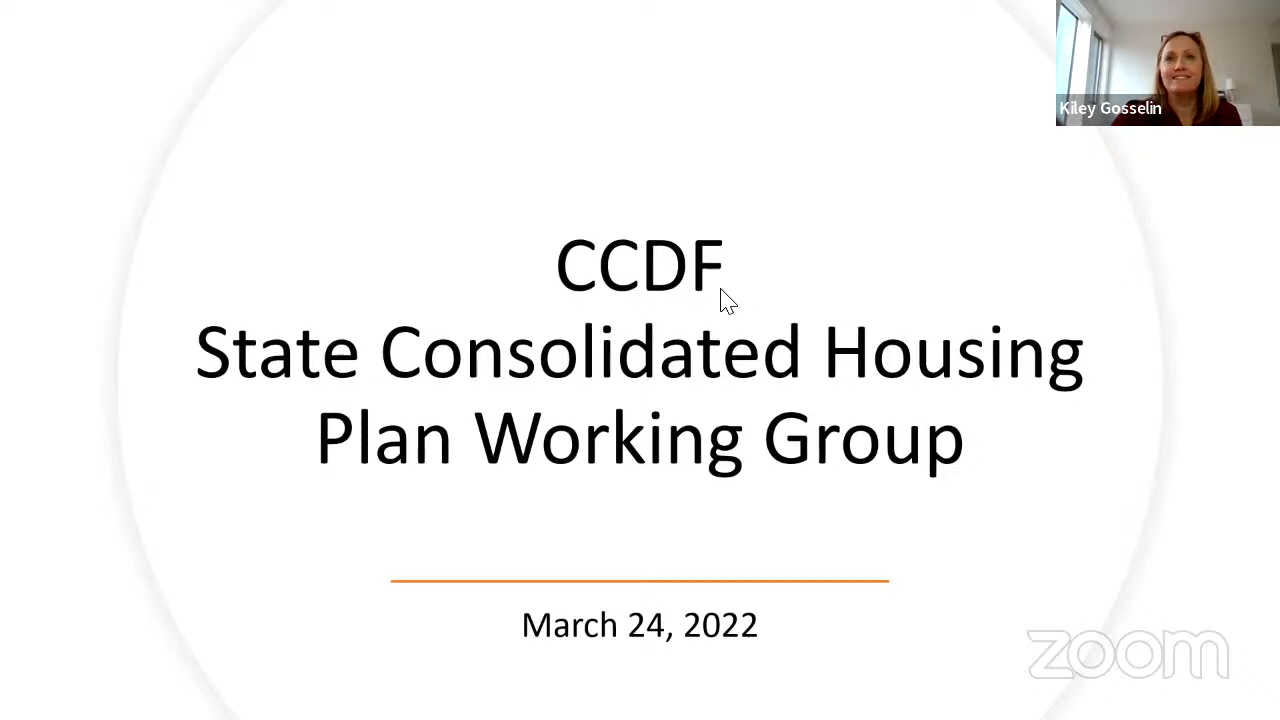 Kiley Gosselin
CCDF
State Consolidated Housing
Plan Working Group
March 24, 2022
zoom